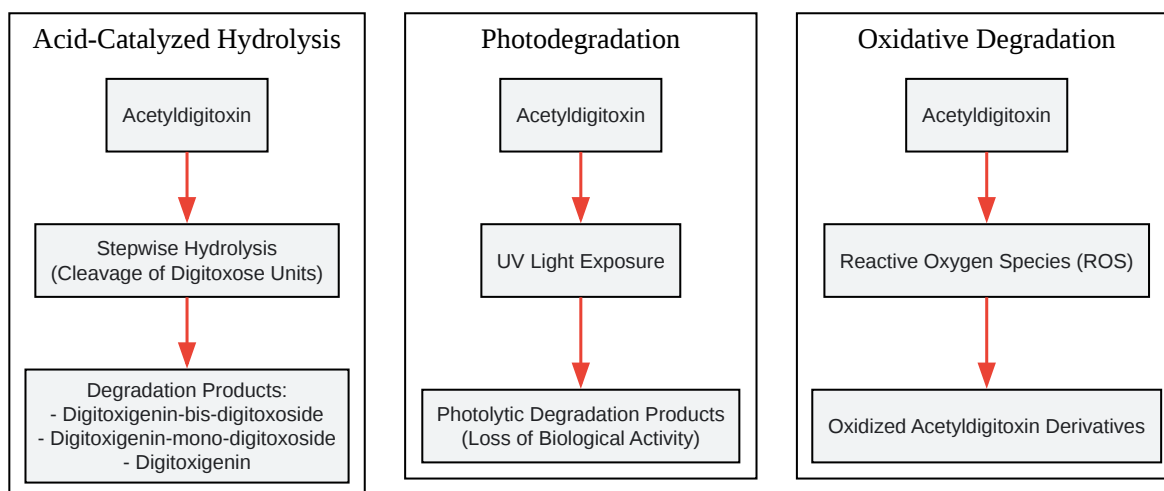 Acid-Catalyzed Hydrolysis
Acetyldigitoxin
Stepwise Hydrolysis
(Cleavage of Digitoxose Units)
Degradation Products:
- Digitoxigenin-bis-digitoxoside
- Digitoxigenin-mono-digitoxoside
- Digitoxigenin
Photodegradation
Acetyldigitoxin
UV Light Exposure
Photolytic Degradation Products
(Loss of Biological Activity)
Oxidative Degradation
Acetyldigitoxin
Reactive Oxygen Species (ROS)
Oxidized Acetyldigitoxin Derivatives